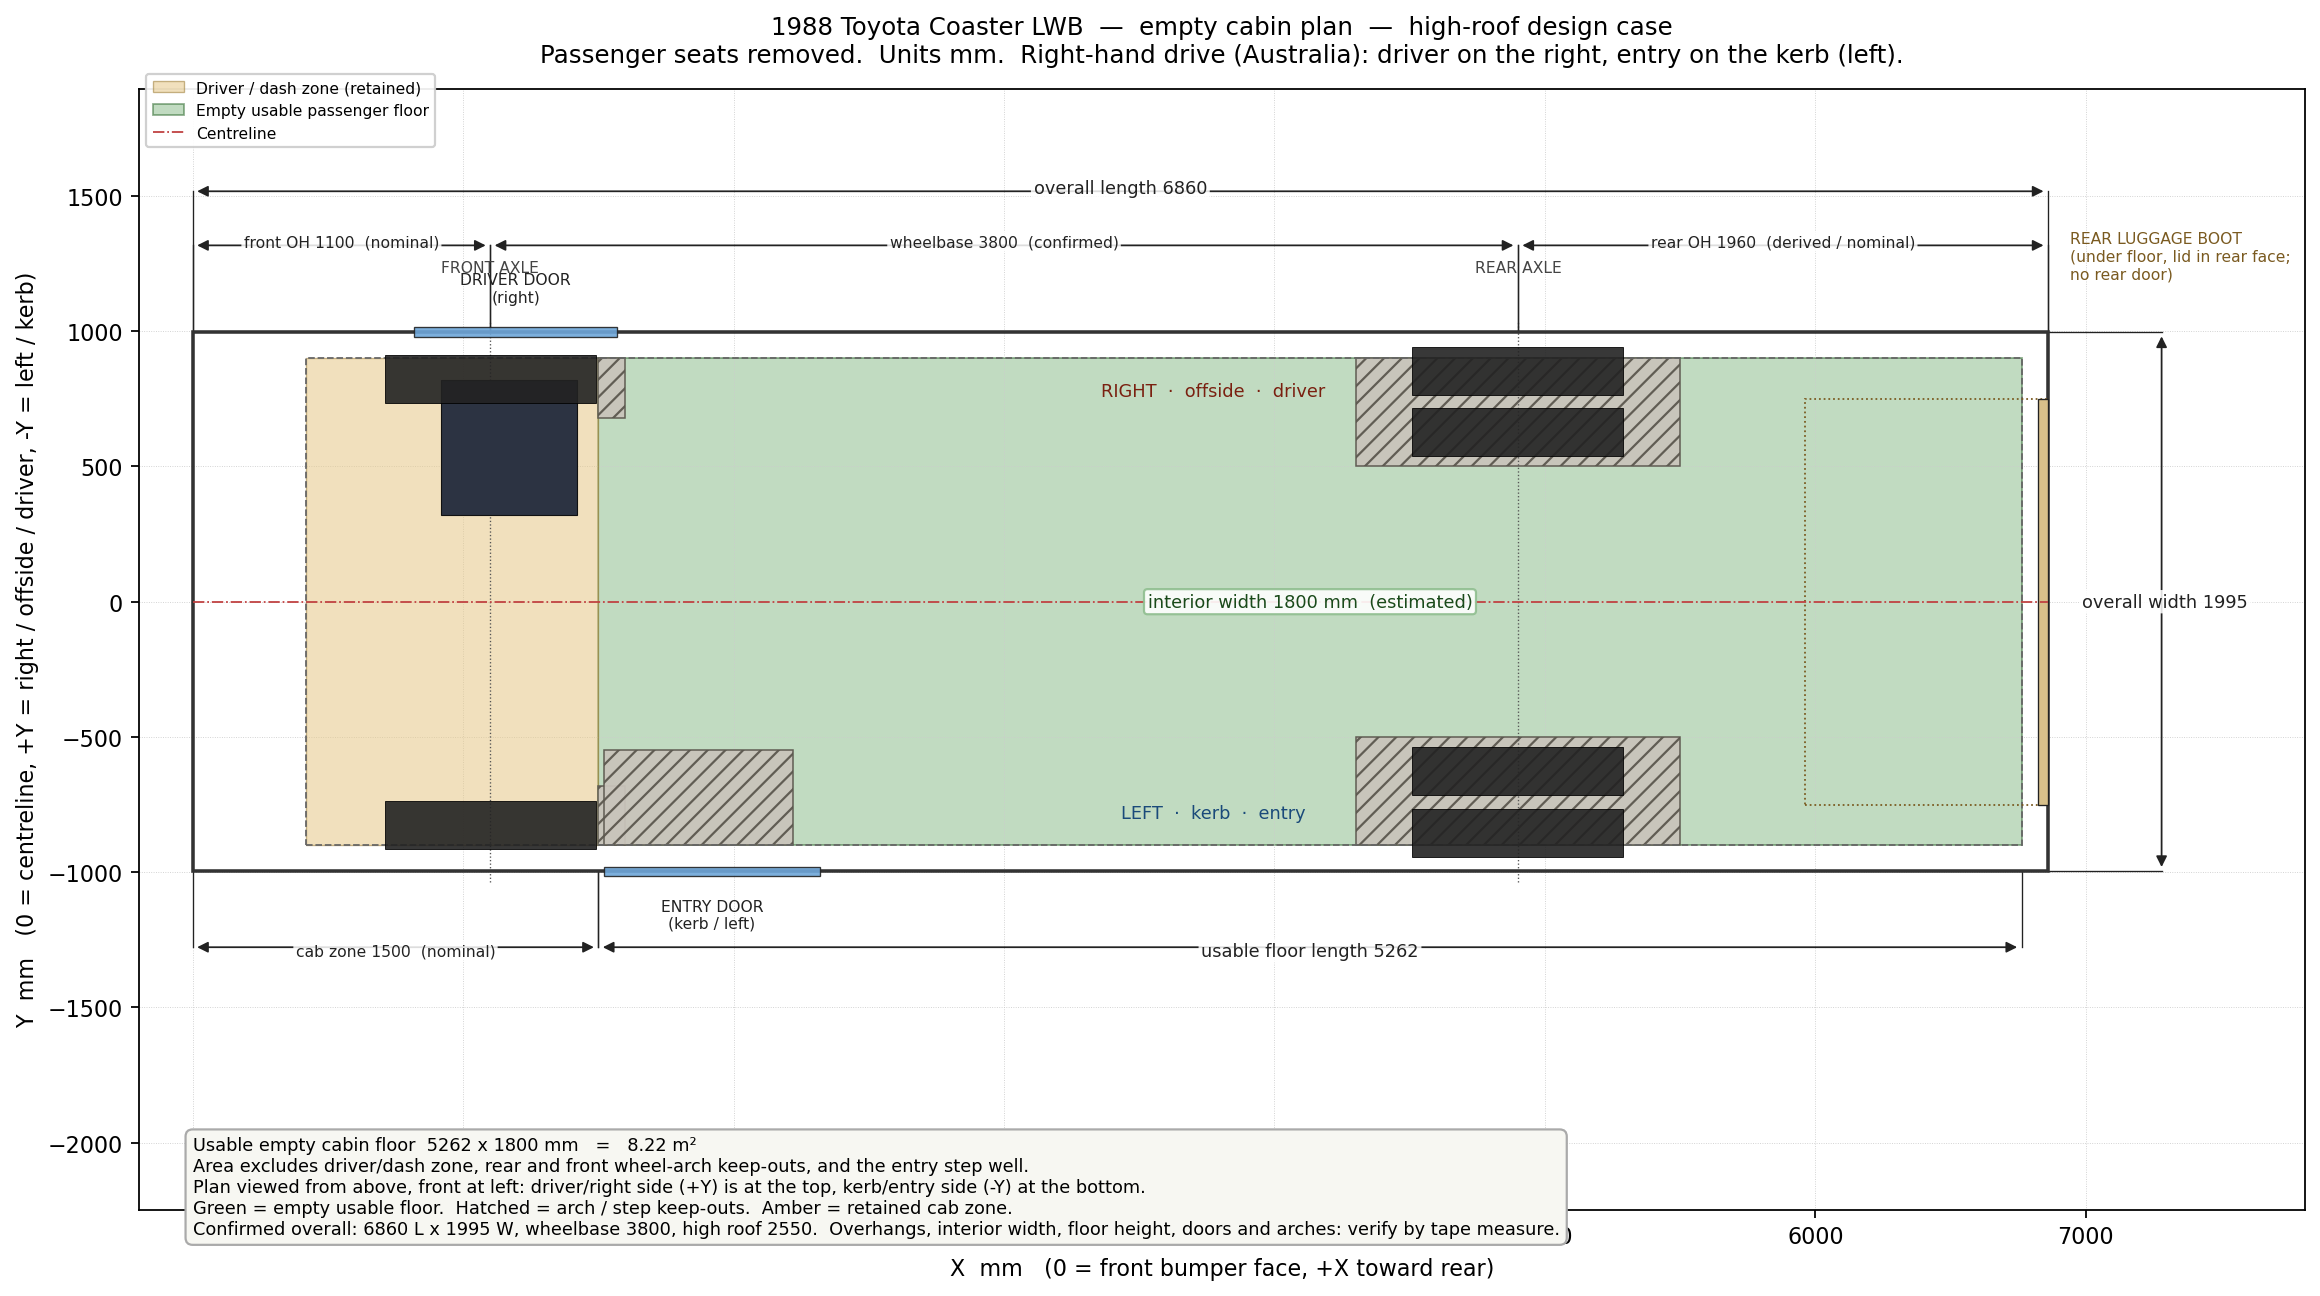 1988 Toyota Coaster LWB  —  empty cabin plan  —  high-roof design case
Passenger seats removed.  Units mm.  Right-hand drive (Australia): driver on the right, entry on the kerb (left).
Driver / dash zone (retained)
Empty usable passenger floor
Centreline
overall length 6860
front OH 1100  (nominal)
wheelbase 3800  (confirmed)
rear OH 1960  (derived / nominal)
REAR LUGGAGE BOOT
(under floor, lid in rear face;
no rear door)
FRONT AXLE
DRIVER DOOR
(right)
REAR AXLE
RIGHT  ·  offside  ·  driver
interior width 1800 mm  (estimated)
overall width 1995
LEFT  ·  kerb  ·  entry
ENTRY DOOR
(kerb / left)
cab zone 1500  (nominal)
usable floor length 5262
1500
1000
500
0
−500
−1000
−1500
−2000
Y  mm   (0 = centreline, +Y = right / offside / driver, -Y = left / kerb)
Usable empty cabin floor  5262 x 1800 mm   =   8.22 m²
Area excludes driver/dash zone, rear and front wheel-arch keep-outs, and the entry step well.
Plan viewed from above, front at left: driver/right side (+Y) is at the top, kerb/entry side (-Y) at the bottom.
Green = empty usable floor.  Hatched = arch / step keep-outs.  Amber = retained cab zone.
Confirmed overall: 6860 L x 1995 W, wheelbase 3800, high roof 2550.  Overhangs, interior width, floor height, doors and arches: verify by tape measure.
6000
7000
X  mm   (0 = front bumper face, +X toward rear)